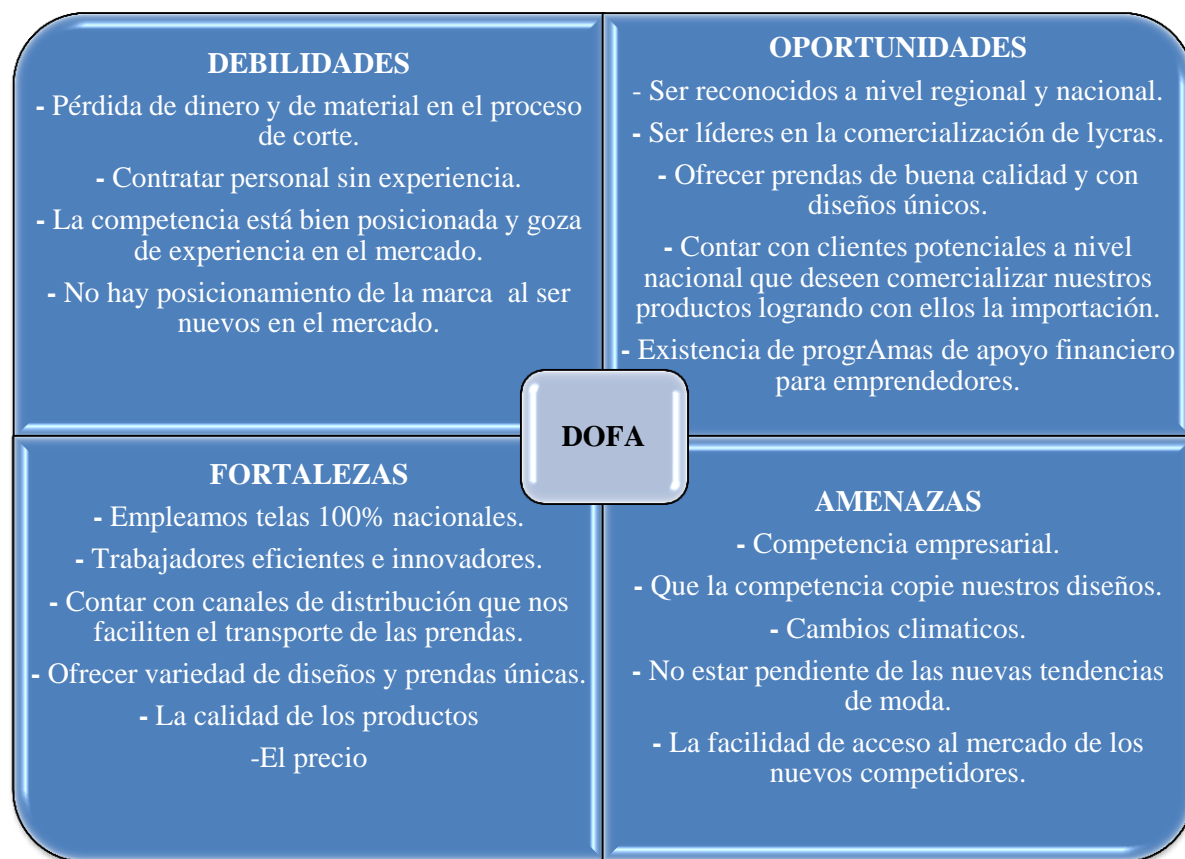 DEBILIDADES
- Pérdida de dinero y de material en el proceso
de corte.
- Contratar personal sin experiencia.
- La competencia está bien posicionada y goza
de experiencia en el mercado.
- No hay posicionamiento de la marca  al ser
nuevos en el mercado.
OPORTUNIDADES
- Ser reconocidos a nivel regional y nacional.
- Ser líderes en la comercialización de lycras.
- Ofrecer prendas de buena calidad y con
diseños únicos.
- Contar con clientes potenciales a nivel
nacional que deseen comercializar nuestros
productos logrando con ellos la importación.
- Existencia de progrAmas de apoyo financiero
para emprendedores.
DOFA
FORTALEZAS
- Empleamos telas 100% nacionales.
- Trabajadores eficientes e innovadores.
- Contar con canales de distribución que nos
faciliten el transporte de las prendas.
- Ofrecer variedad de diseños y prendas únicas.
- La calidad de los productos
-El precio
AMENAZAS
- Competencia empresarial.
- Que la competencia copie nuestros diseños.
- Cambios climaticos.
- No estar pendiente de las nuevas tendencias
de moda.
- La facilidad de acceso al mercado de los
nuevos competidores.